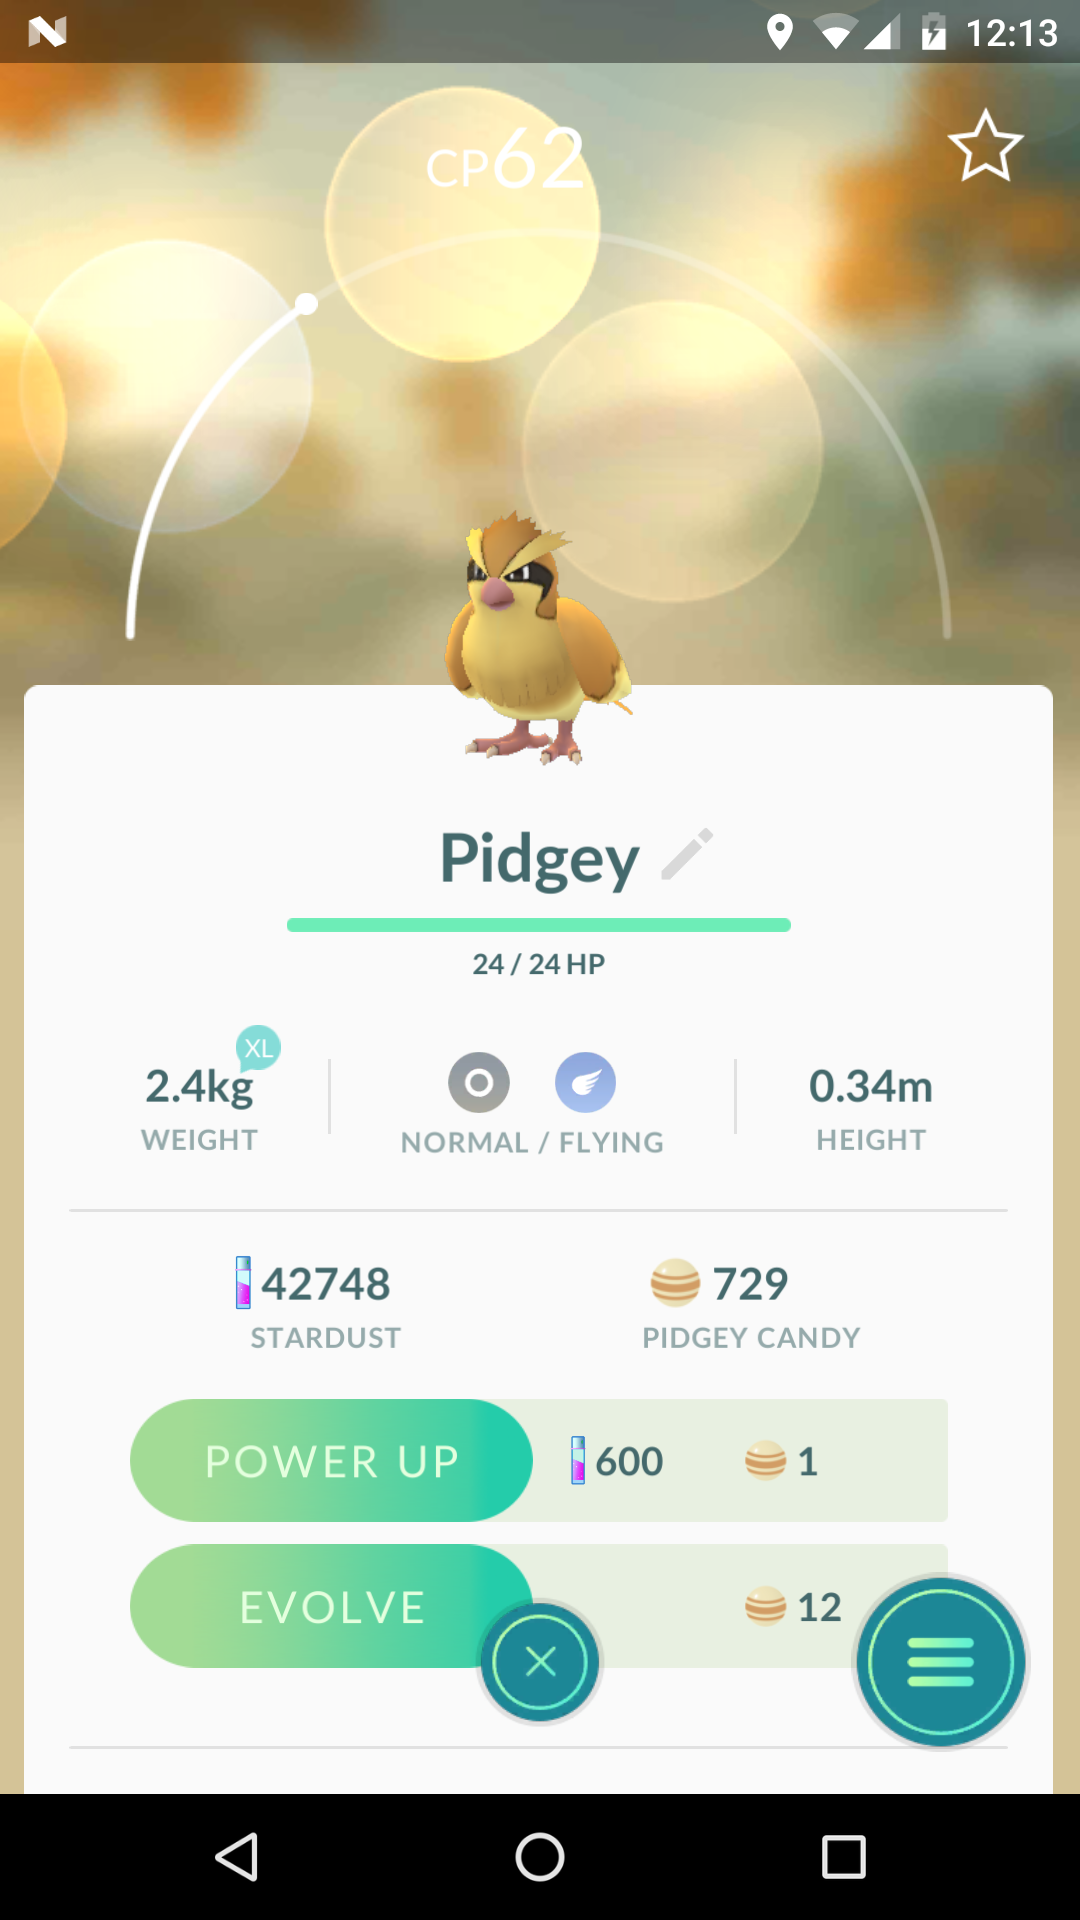 12:13
CP62
Pidgey
24 / 24 HP
XL
2.4kg
WEIGHT
NORMAL / FLYING
0.34m
HEIGHT
42748
STARDUST
729
PIDGEY CANDY
POWER UP 600 1
EVOLVE 12